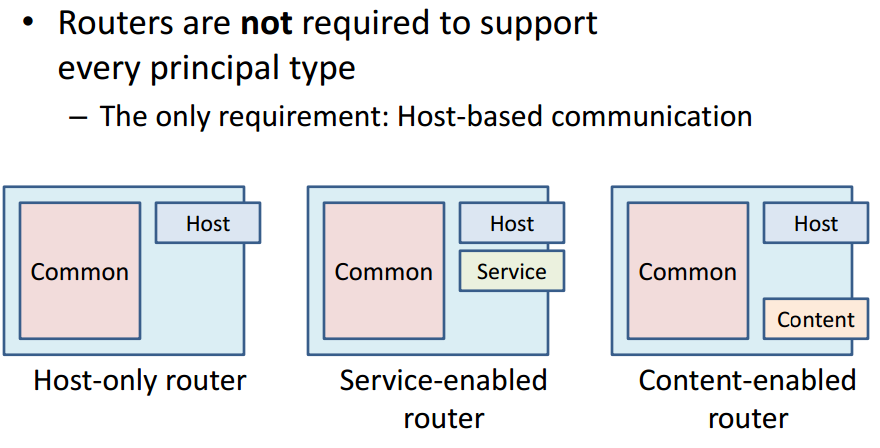 • Routers are not required to support
every principal type
– The only requirement: Host-based communication
Common
Host
Common
Host
Service
Common
Host
Content
Host-only router
Service-enabled
router
Content-enabled
router